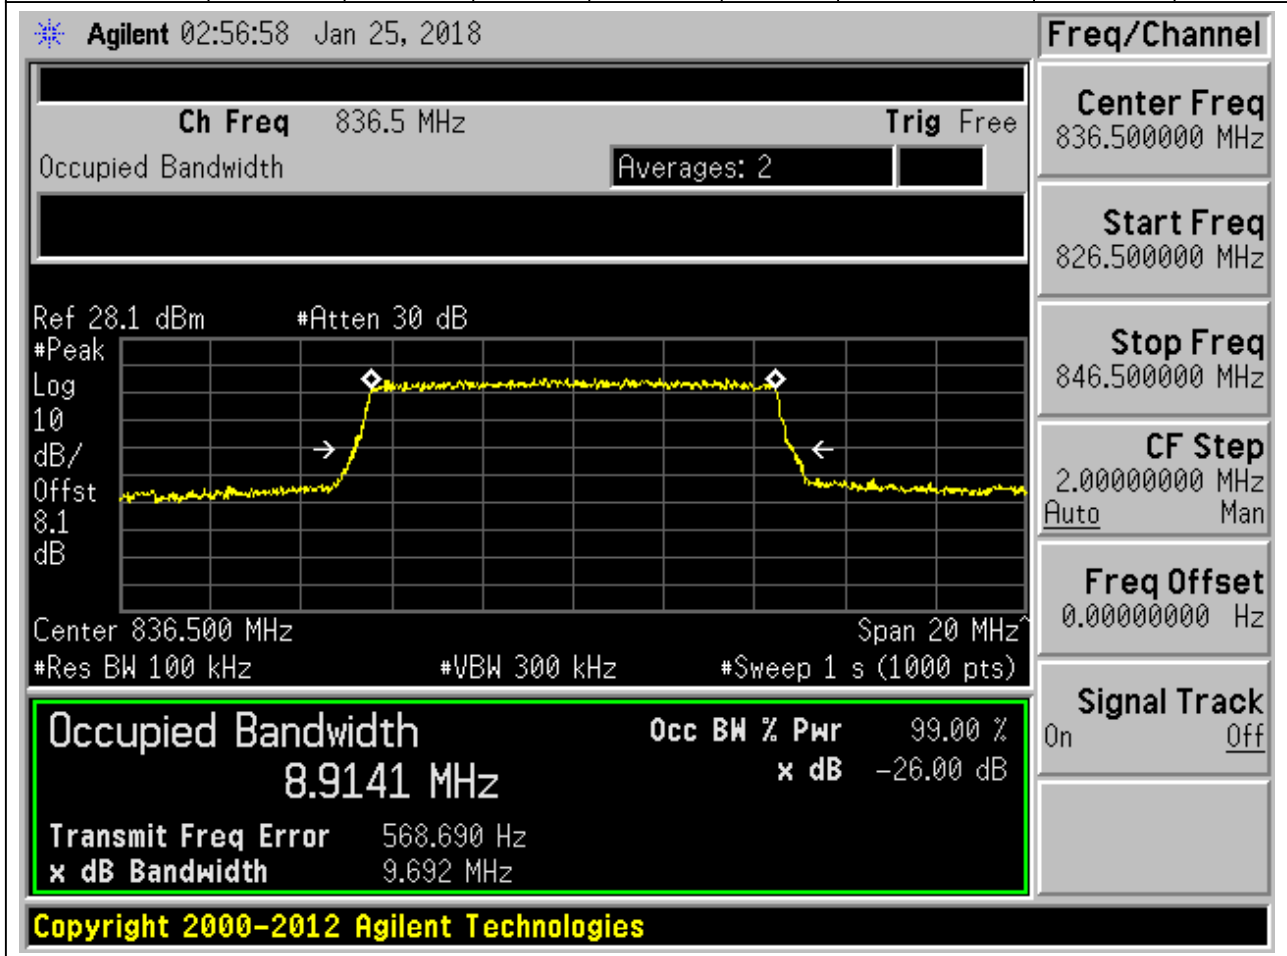 Agilent 02:56:58 Jan 25, 2018
Ch Freq 836.5 MHz Trig Free
Occupied Bandwidth Averages: 2
Ref 28.1 dBm #Atten 30 dB
#Peak
Log
10
dB/
Offst
8.1
dB
Center 836.500 MHz Span 20 MHz^
#Res BW 100 kHz #VBW 300 kHz #Sweep 1 s (1000 pts)
Occupied Bandwidth Occ BW % Pwr 99.00 %
8.9141 MHz x dB -26.00 dB
Transmit Freq Error 568.690 Hz
x dB Bandwidth 9.692 MHz
Copyright 2000-2012 Agilent Technologies
Freq/Channel
Center Freq
836.500000 MHz
Start Freq
826.500000 MHz
Stop Freq
846.500000 MHz
CF Step
2.00000000 MHz
Auto Man
Freq Offset
0.00000000 Hz
Signal Track
On Off